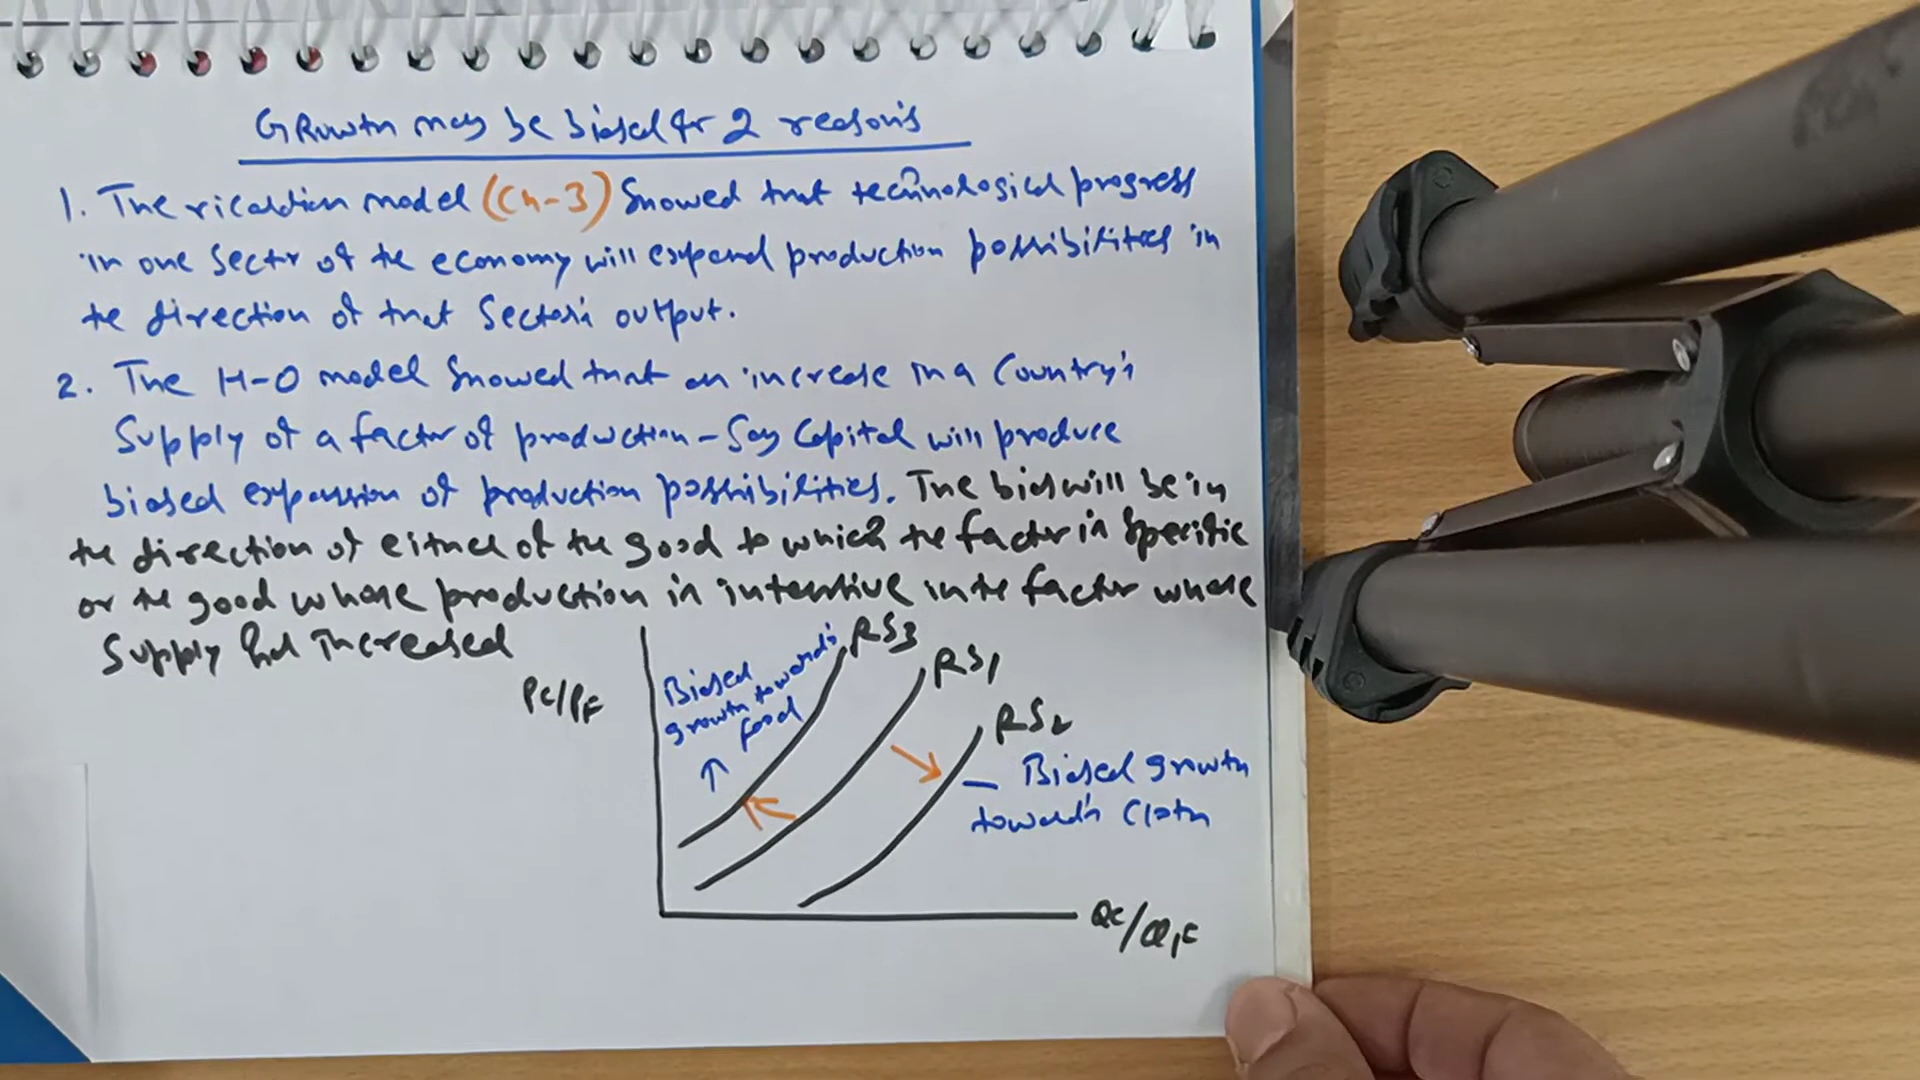 Growth may be biased for 2 reasons
1. The ricardian model (Ch-3) Showed that technological progress
in one sector of the economy will expand production possibilities in
the direction of that sector's output.
2. The H-O model Showed that an increase in a Country's
Supply of a factor of production - Say Capital will produce
biased expansion of production possibilities. The bias will be in
the direction of either of the good to which the factor is specific
or the good whose production is intensive in the factor whose
Supply had increased
PC/PF
Biased
growth towards
food
↑
RS3
RS1
RS2
— Biased growth
towards Cloth
QC/QF